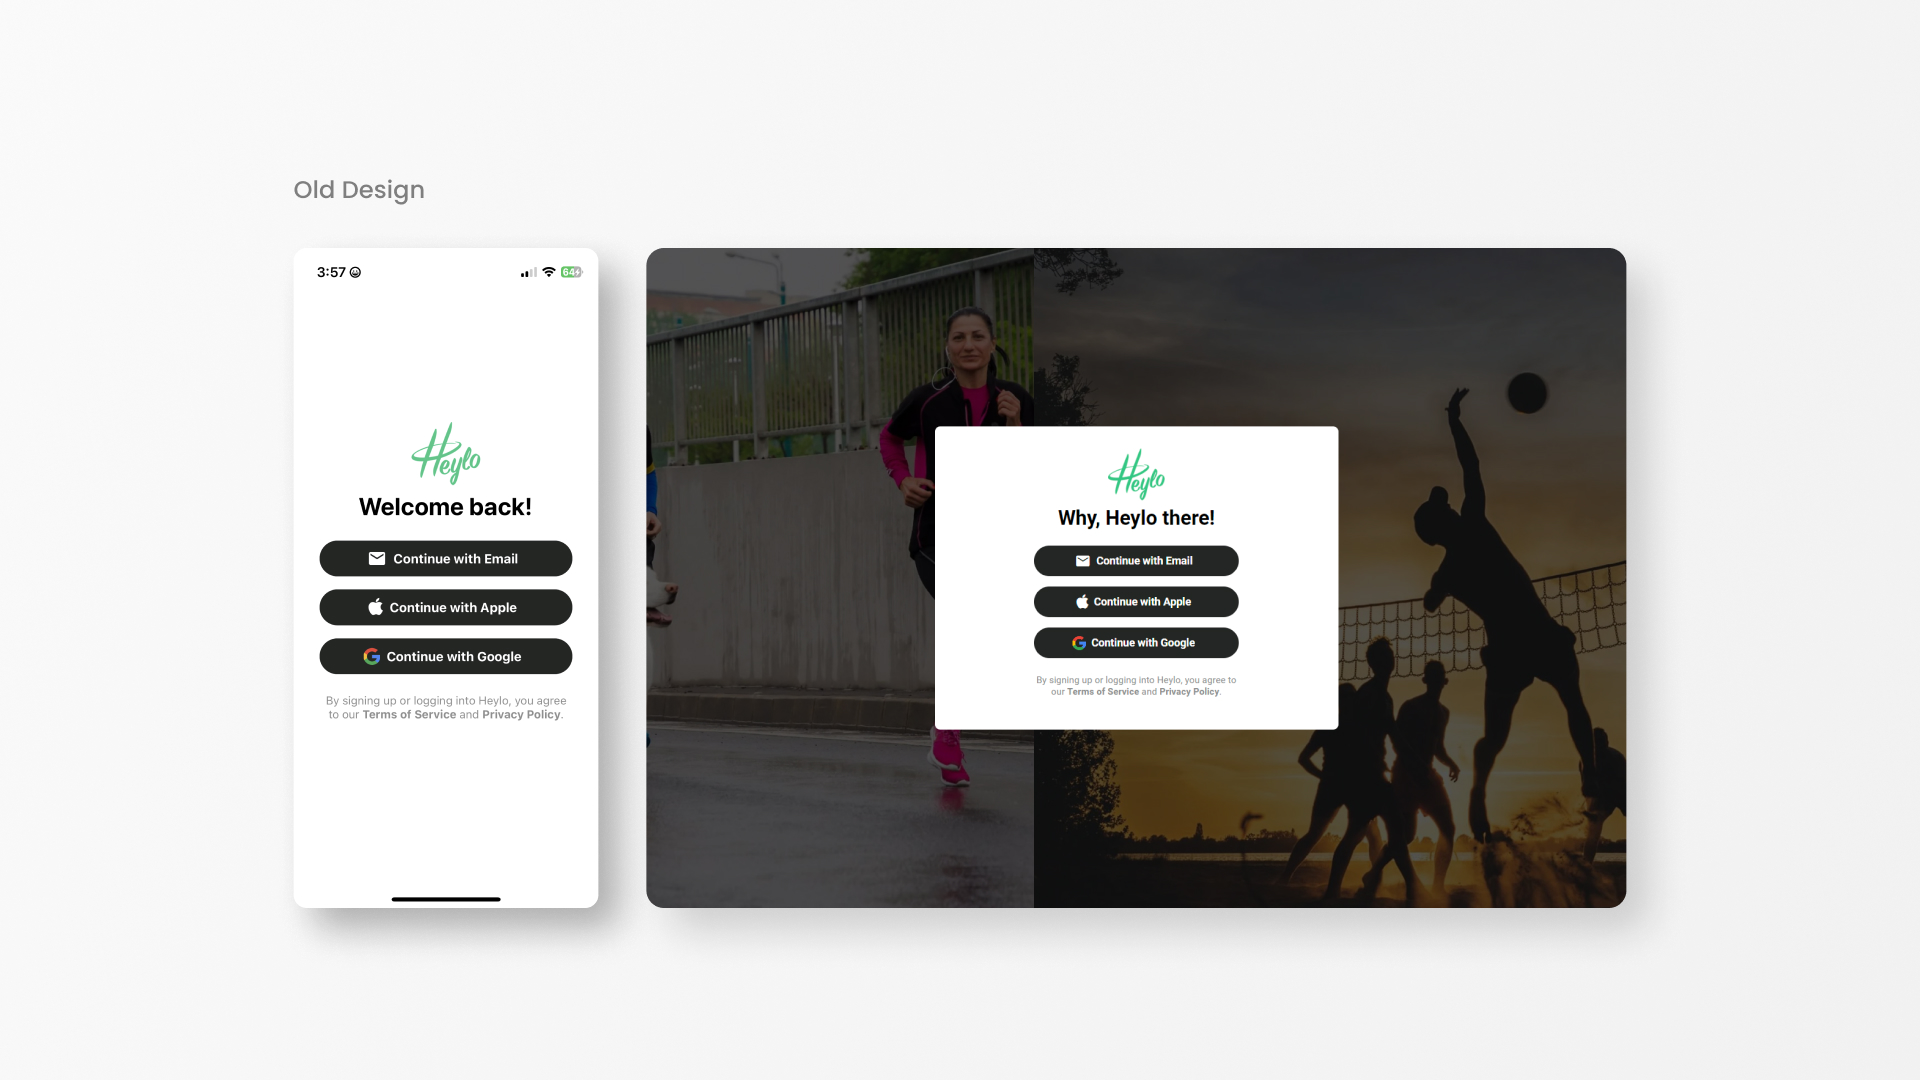 Old Design
3:57
64
Heylo
Welcome back!
Continue with Email
Continue with Apple
Continue with Google
By signing up or logging into Heylo, you agree
to our Terms of Service and Privacy Policy.
Heylo
Why, Heylo there!
Continue with Email
Continue with Apple
Continue with Google
By signing up or logging into Heylo, you agree to
our Terms of Service and Privacy Policy.